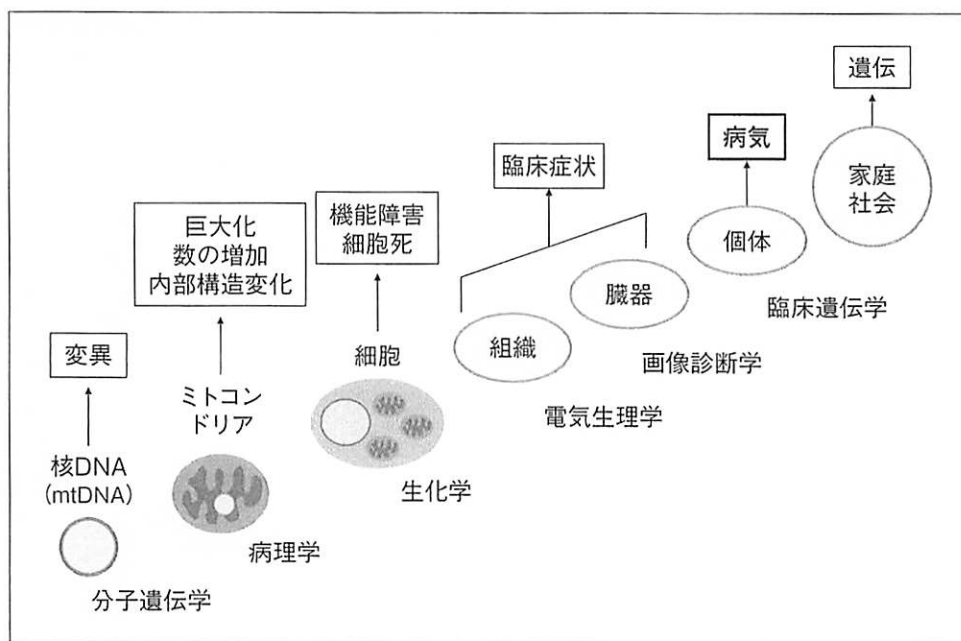 遺伝
家庭
社会
病気
個体
臨床遺伝学
臨床症状
臓器
画像診断学
組織
電気生理学
機能障害
細胞死
細胞
生化学
巨大化
数の増加
内部構造変化
ミトコン
ドリア
病理学
変異
核DNA
(mtDNA)
分子遺伝学